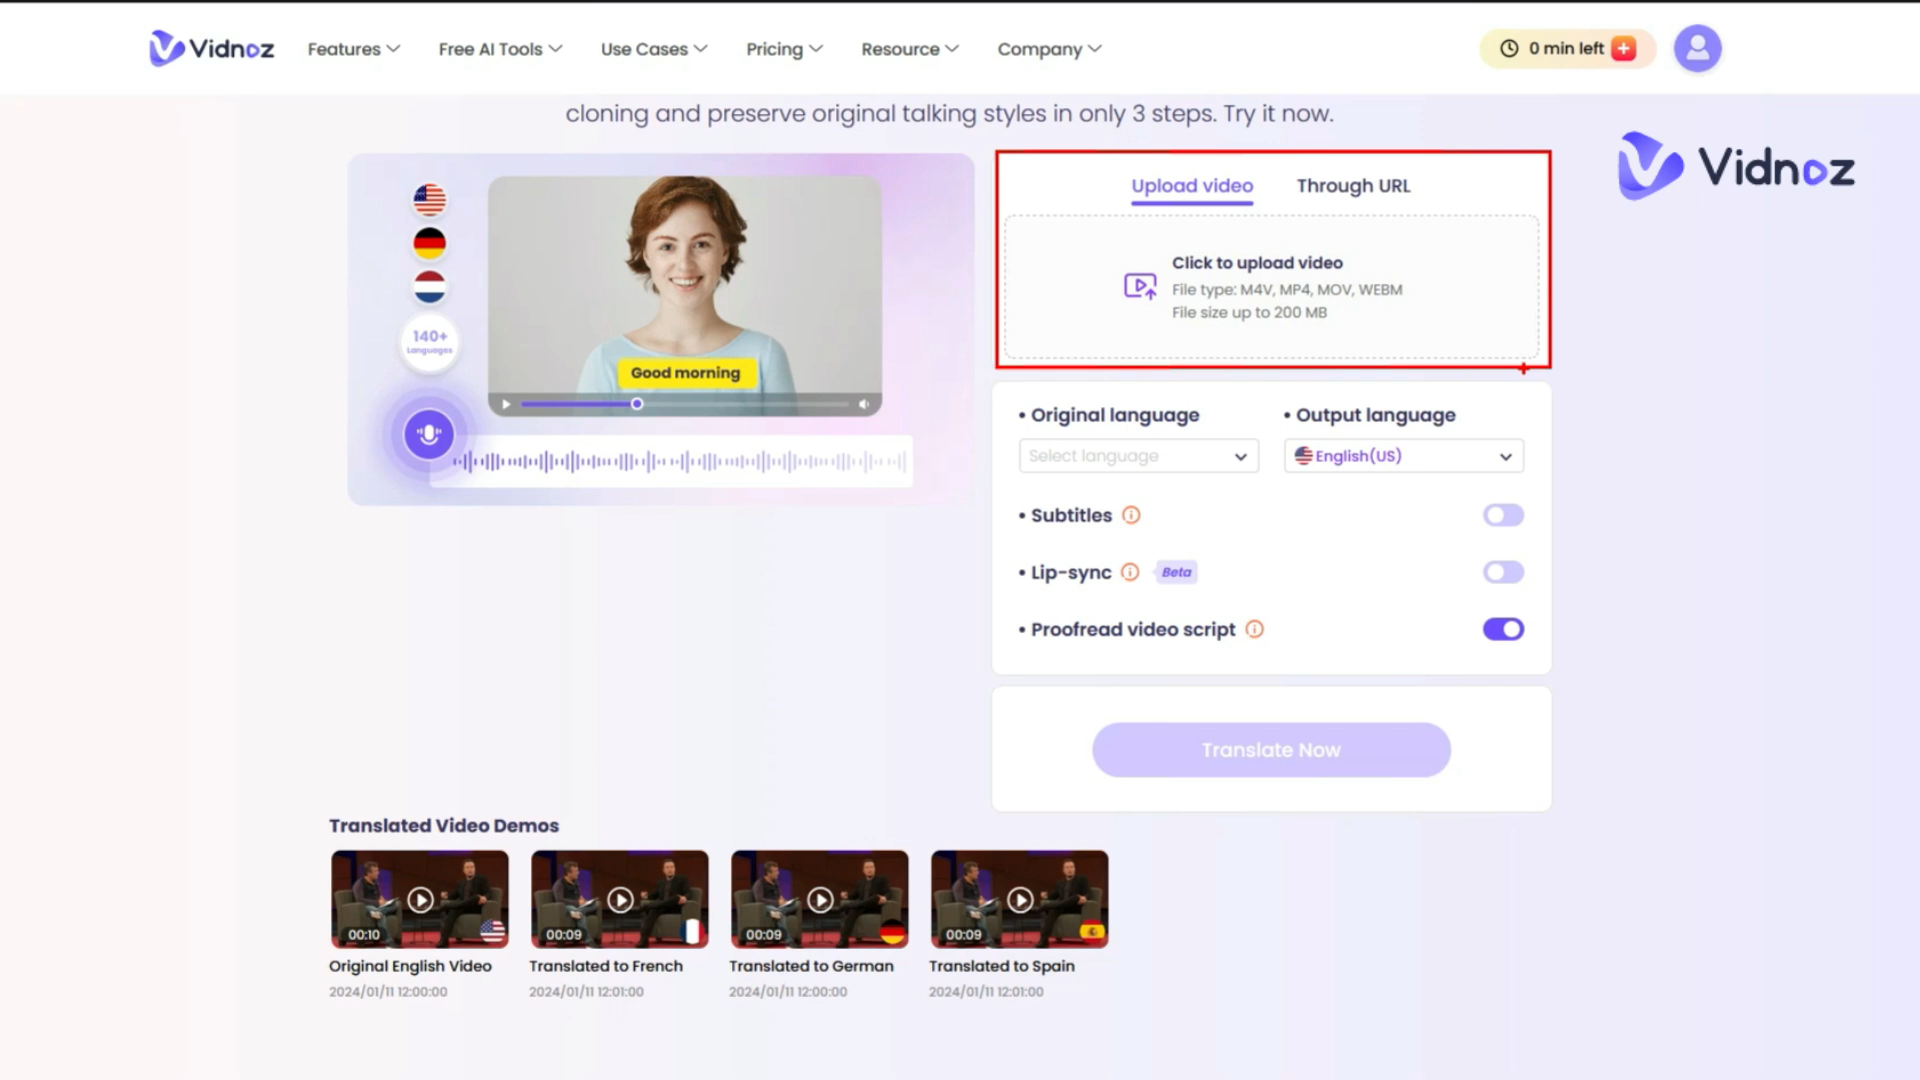 Vidnoz
Features
Free AI Tools
Use Cases
Pricing
Resource
Company
0 min left
cloning and preserve original talking styles in only 3 steps. Try it now.
Vidnoz
140+
Languages
Good morning
Upload video
Through URL
Click to upload video
File type: M4V, MP4, MOV, WEBM
File size up to 200 MB
• Original language
• Output language
Select language
English(US)
• Subtitles
• Lip-sync
Beta
• Proofread video script
Translate Now
Translated Video Demos
00:10
00:09
00:09
00:09
Original English Video
Translated to French
Translated to German
Translated to Spain
2024/01/11 12:00:00
2024/01/11 12:01:00
2024/01/11 12:00:00
2024/01/11 12:01:00